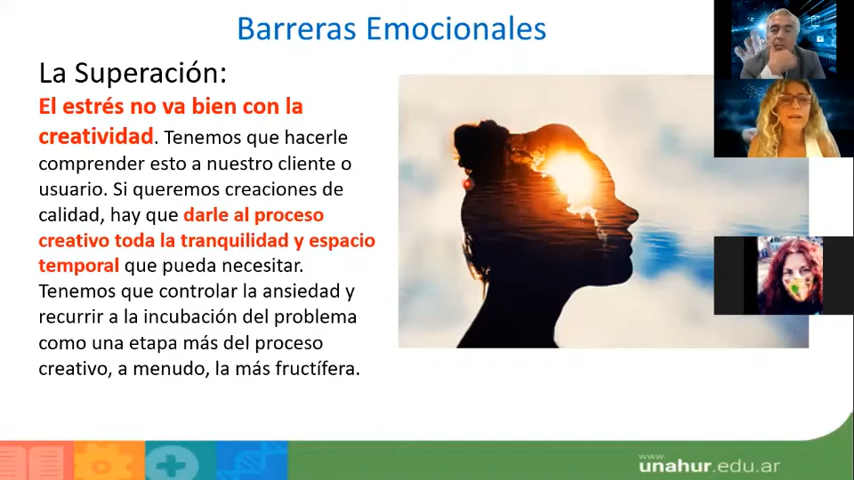 Barreras Emocionales
La Superación:
El estrés no va bien con la
creatividad. Tenemos que hacerle
comprender esto a nuestro cliente o
usuario. Si queremos creaciones de
calidad, hay que darle al proceso
creativo toda la tranquilidad y espacio
temporal que pueda necesitar.
Tenemos que controlar la ansiedad y
recurrir a la incubación del problema
como una etapa más del proceso
creativo, a menudo, la más fructífera.
www.
unahur.edu.ar